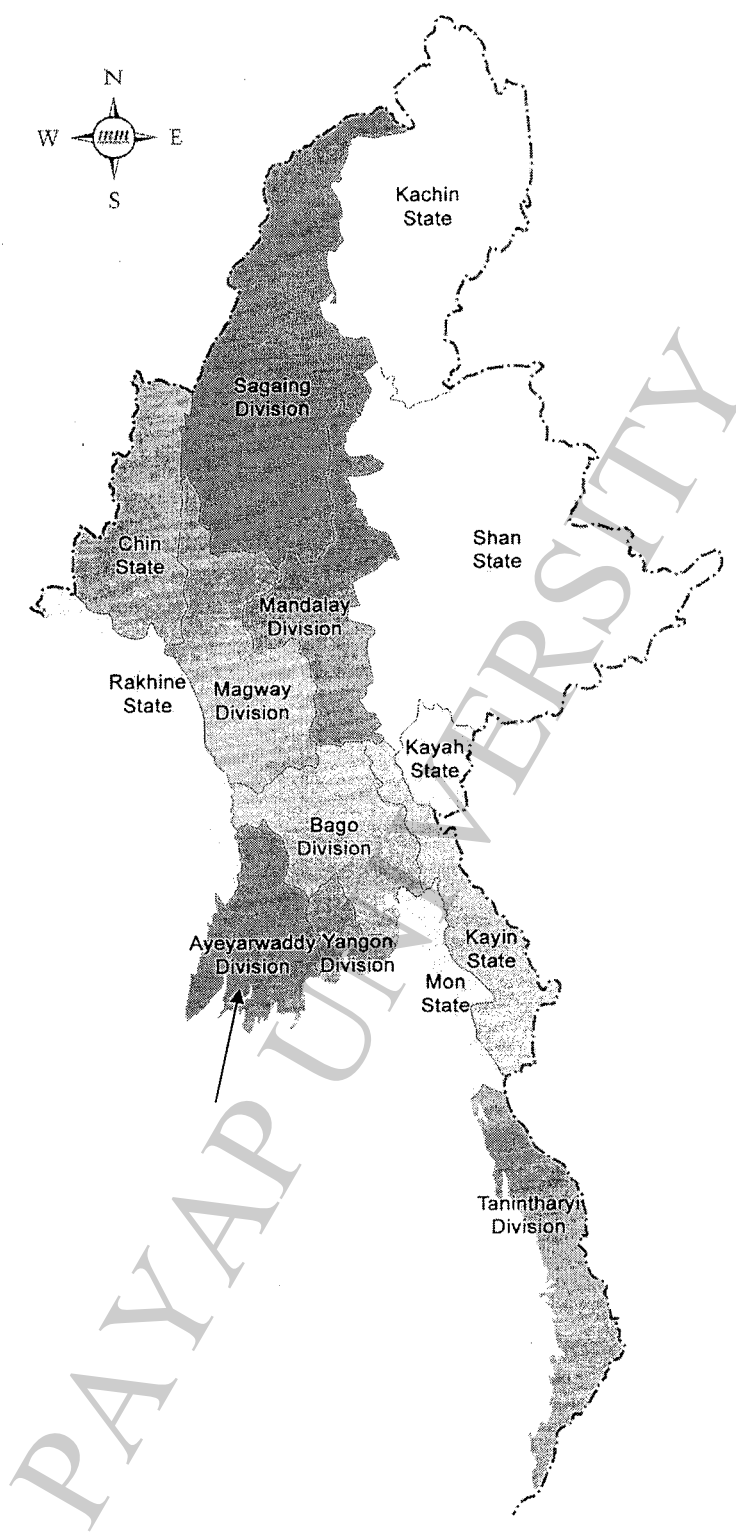 N
W
mm
E
S
Kachin
State
Sagaing
Division
Chin
State
Shan
State
Mandalay
Division
Rakhine
State
Magway
Division
Kayah
State
Bago
Division
Ayeyarwaddy
Division
Yangon
Division
Kayin
State
Mon
State
Tanintharyi
Division
PAYAP UNIVERSITY